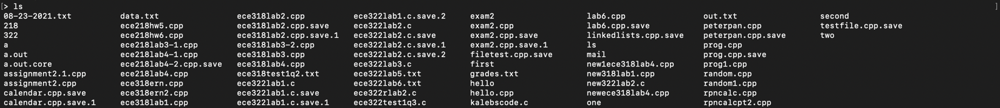 [> ls ]
08-23-2021.txt data.txt ece318lab2.cpp ece322lab1.c.save.2 exam2 lab6.cpp out.txt second
218 ece218hw5.cpp ece318lab2.cpp.save ece322lab2.c exam2.cpp lab6.cpp.save peterpan.cpp testfile.cpp.save
322 ece218hw6.cpp ece318lab2.cpp.save.1 ece322lab2.c.save exam2.cpp.save linkedlists.cpp.save peterpan.cpp.save two
a ece218lab3-1.cpp ece318lab3-2.cpp ece322lab2.c.save.1 exam2.cpp.save.1 ls prog.cpp
a.out ece218lab4-1.cpp ece318lab3.cpp ece322lab2.c.save.2 filetest.cpp.save mail prog.cpp.save
a.out.core ece218lab4-2.cpp.save ece318lab4.cpp ece322lab3.c first new1ece318lab4.cpp prog1.cpp
assignment2.1.cpp ece218lab4.cpp ece318test1q2.txt ece322lab5.txt grades.txt new318lab1.cpp random.cpp
assignment2.cpp ece318ern.cpp ece322lab1.c ece322lab6.txt hello new322lab2.c random1.cpp
calendar.cpp.save ece318ern2.cpp ece322lab1.c.save ece322rlab2.c hello.cpp newece318lab4.cpp rpncalc.cpp
calendar.cpp.save.1 ece318lab1.cpp ece322lab1.c.save.1 ece322test1q3.c kalebscode.c one rpncalcpt2.cpp